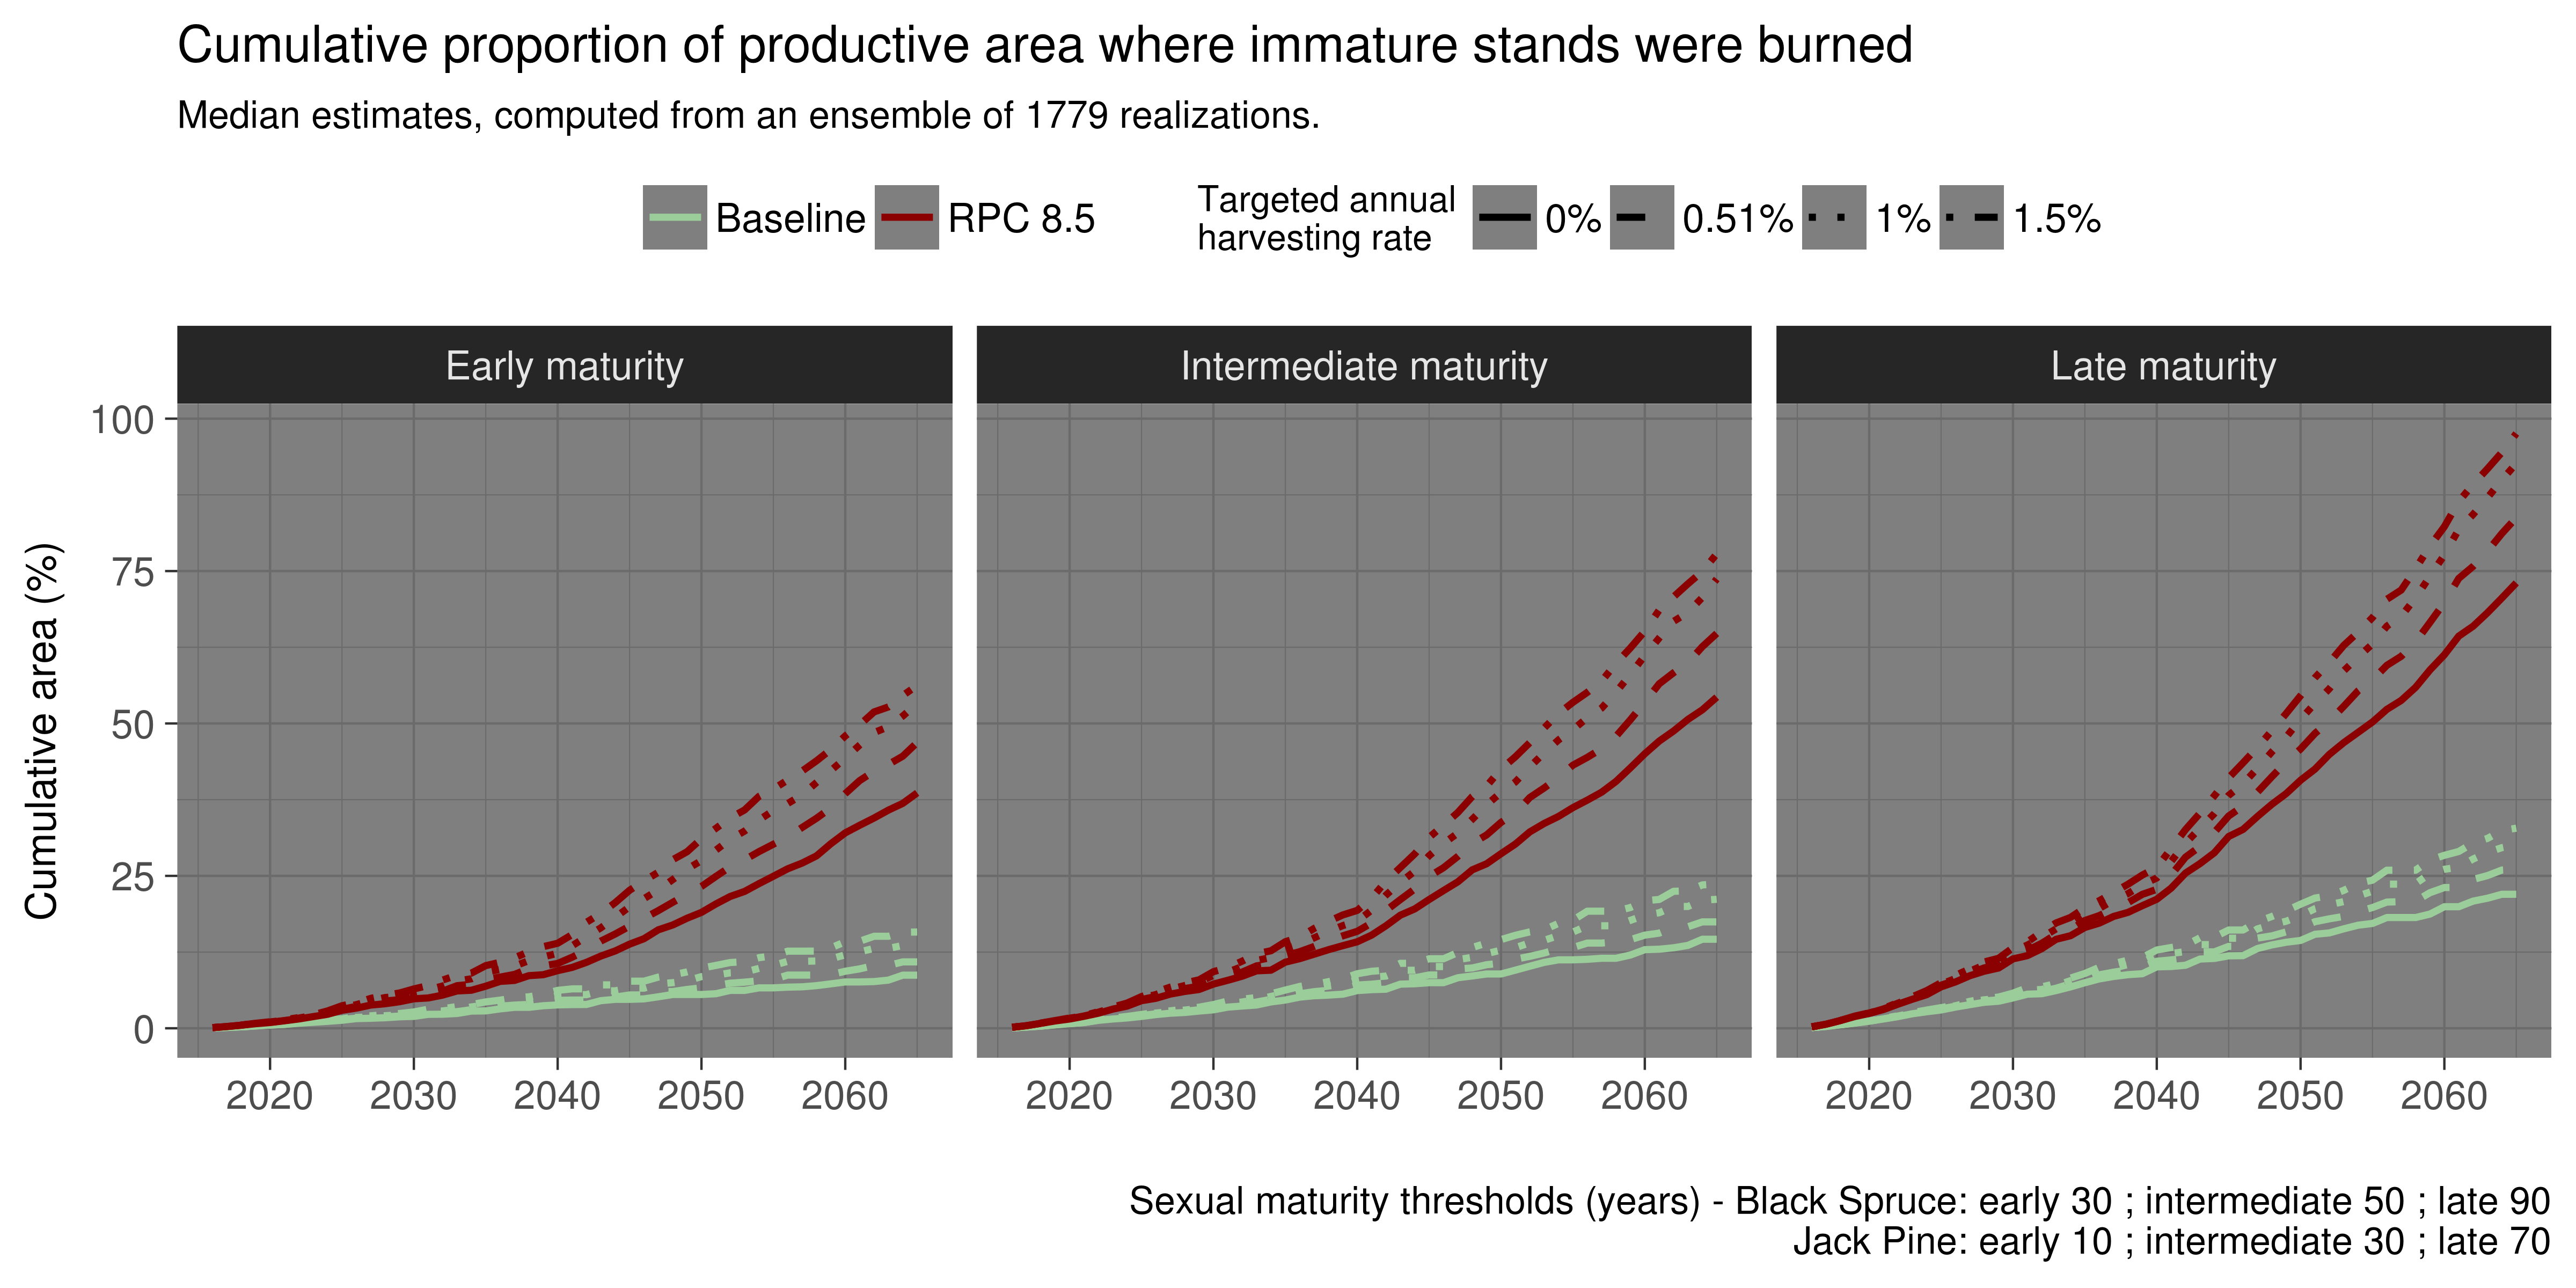 Cumulative proportion of productive area where immature stands were burned
Median estimates, computed from an ensemble of 1779 realizations.
Baseline RPC 8.5 Targeted annual harvesting rate 0% 0.51% 1% 1.5%
Early maturity Intermediate maturity Late maturity
Cumulative area (%)
100
75
50
25
0
2020 2030 2040 2050 2060 2020 2030 2040 2050 2060 2020 2030 2040 2050 2060
Sexual maturity thresholds (years) - Black Spruce: early 30 ; intermediate 50 ; late 90
Jack Pine: early 10 ; intermediate 30 ; late 70